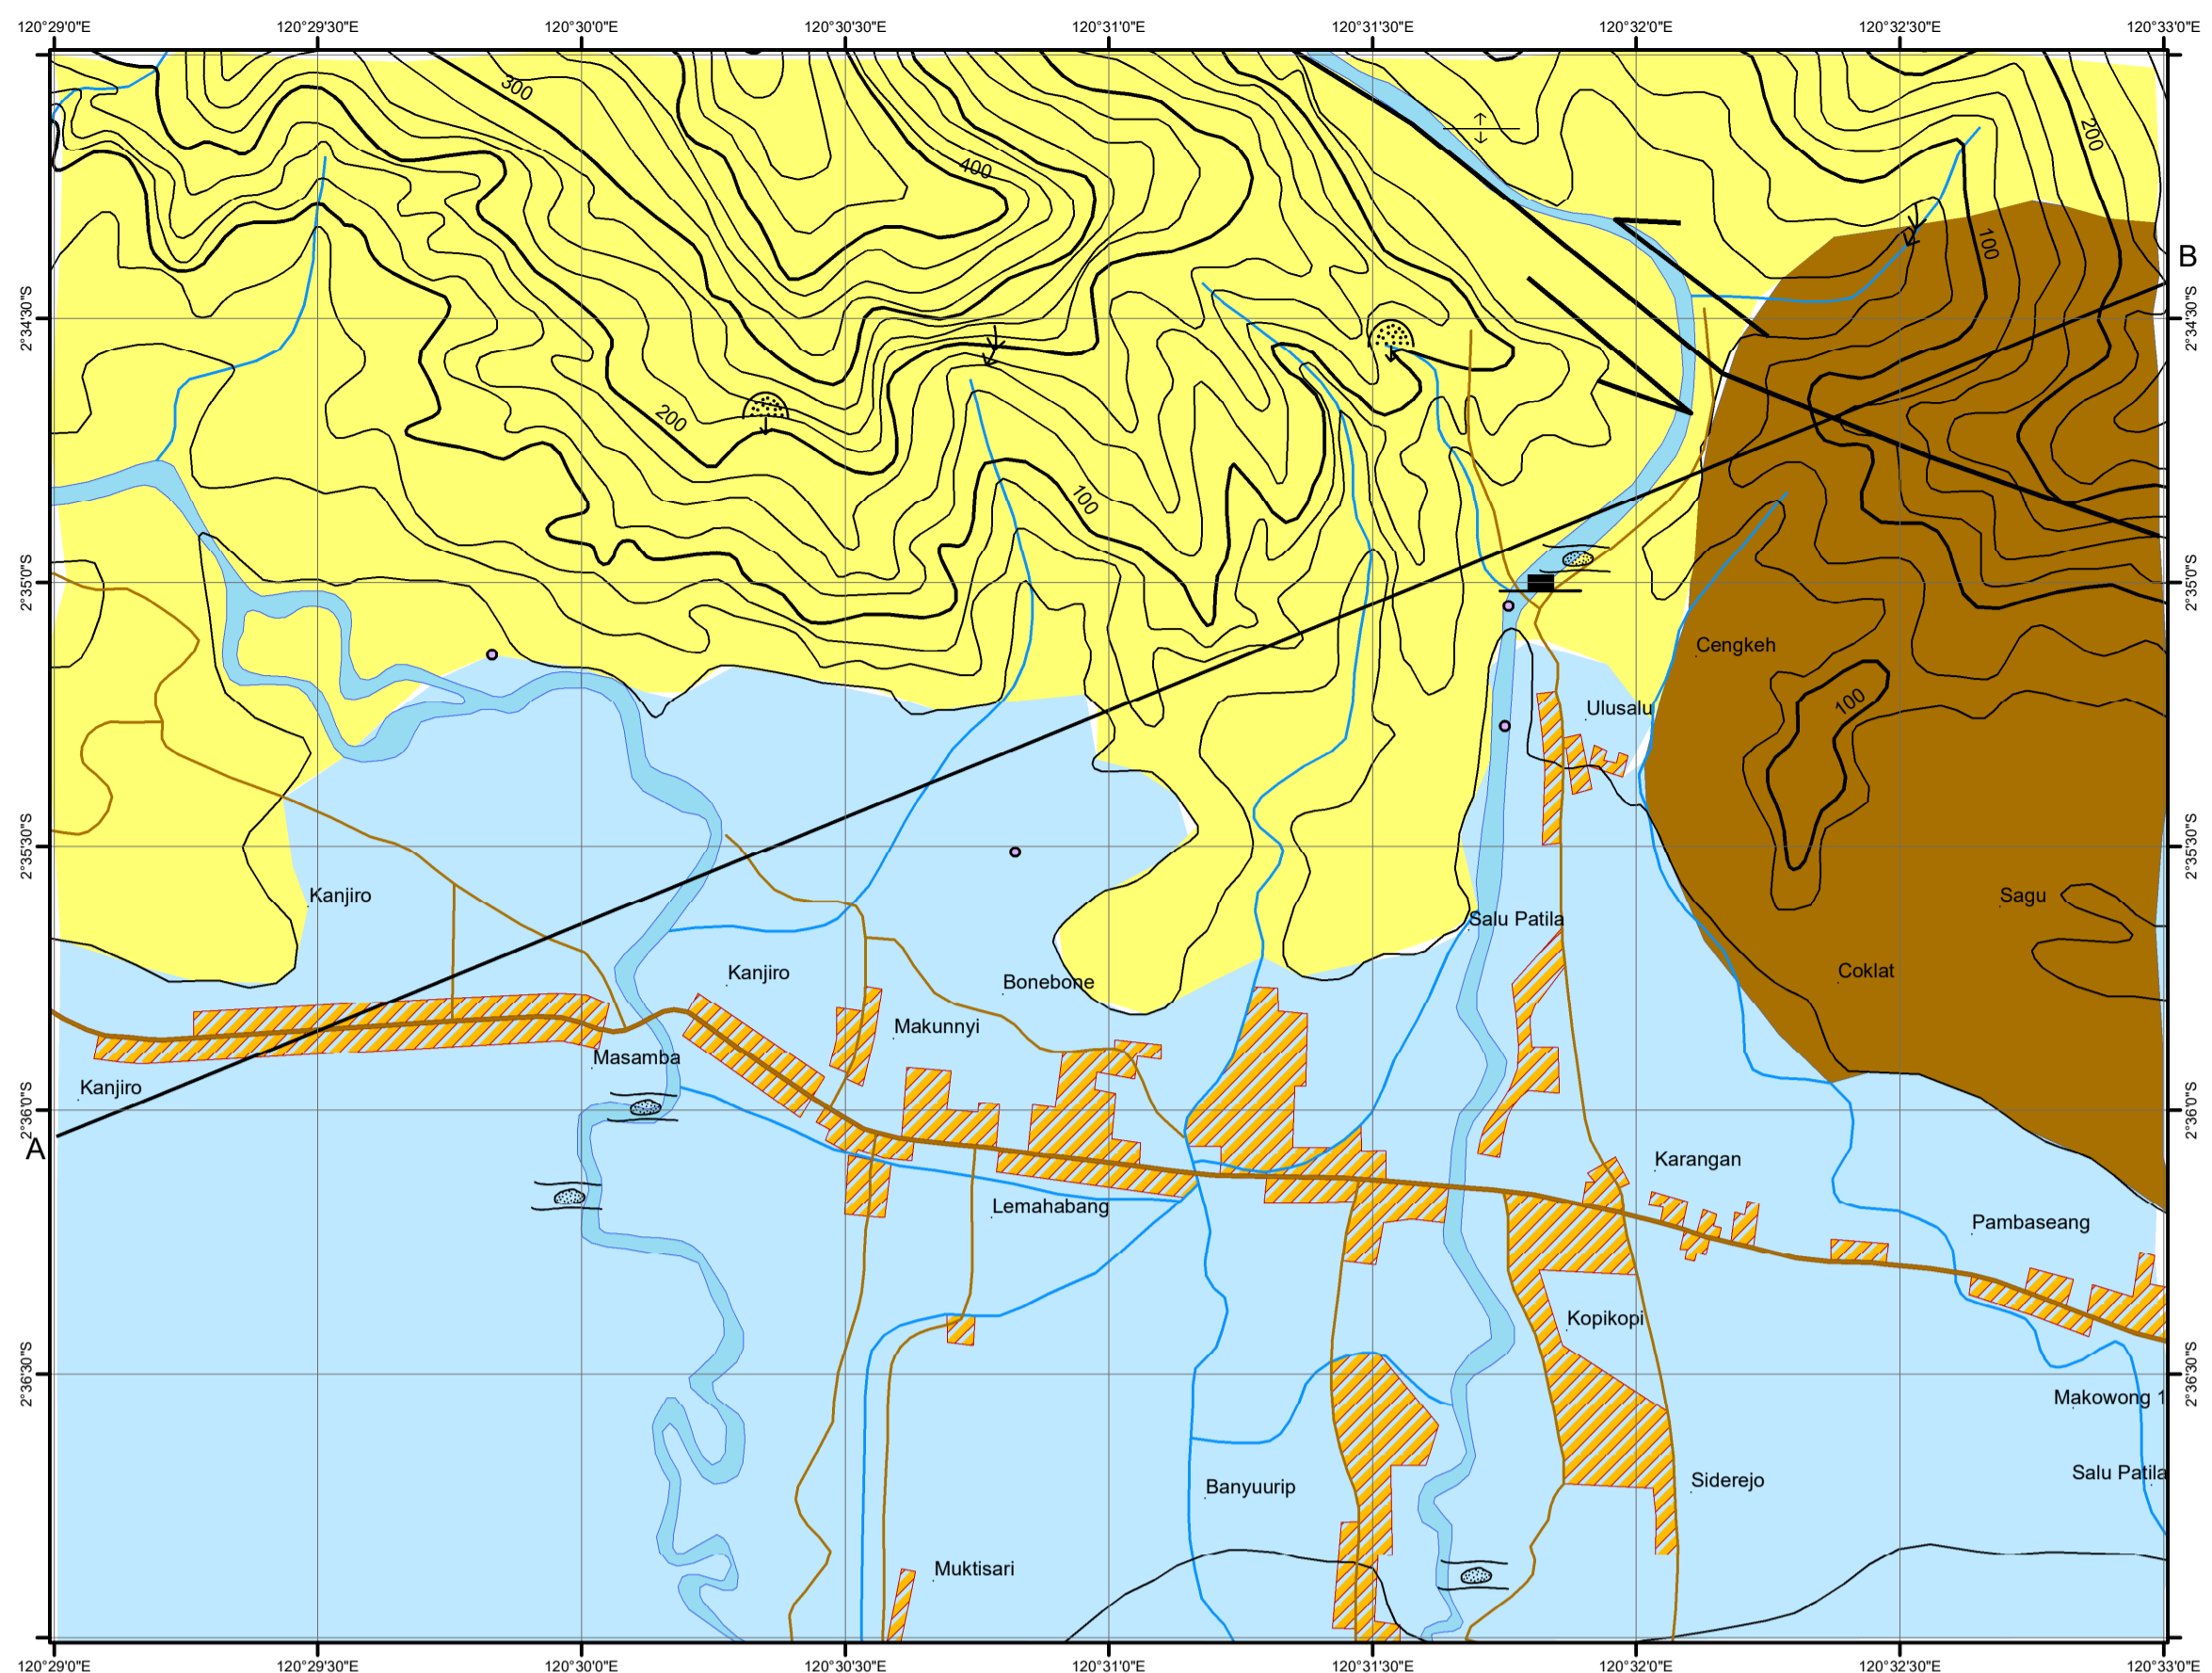 120°29'0"E 120°29'30"E 120°30'0"E 120°30'30"E 120°31'0"E 120°31'30"E 120°32'0"E 120°32'30"E 120°33'0"E
300
400
200
B
100
2°34'30"S 2°34'30"S
200
100
2°35'0"S 2°35'0"S
Cengkeh
100
Ulusalu
2°35'30"S 2°35'30"S
Kanjiro
Sagu
Salu Patila
Kanjiro
Coklat
Bonebone
Makunnyi
Masamba
Kanjiro
2°36'0"S 2°36'0"S
A
Karangan
Lemahabang
Pambaseang
Kopikopi
2°36'30"S 2°36'30"S
Makowong 1
Salu Patila
Siderejo
Banyuurip
Muktisari
120°29'0"E 120°29'30"E 120°30'0"E 120°30'30"E 120°31'0"E 120°31'30"E 120°32'0"E 120°32'30"E 120°33'0"E